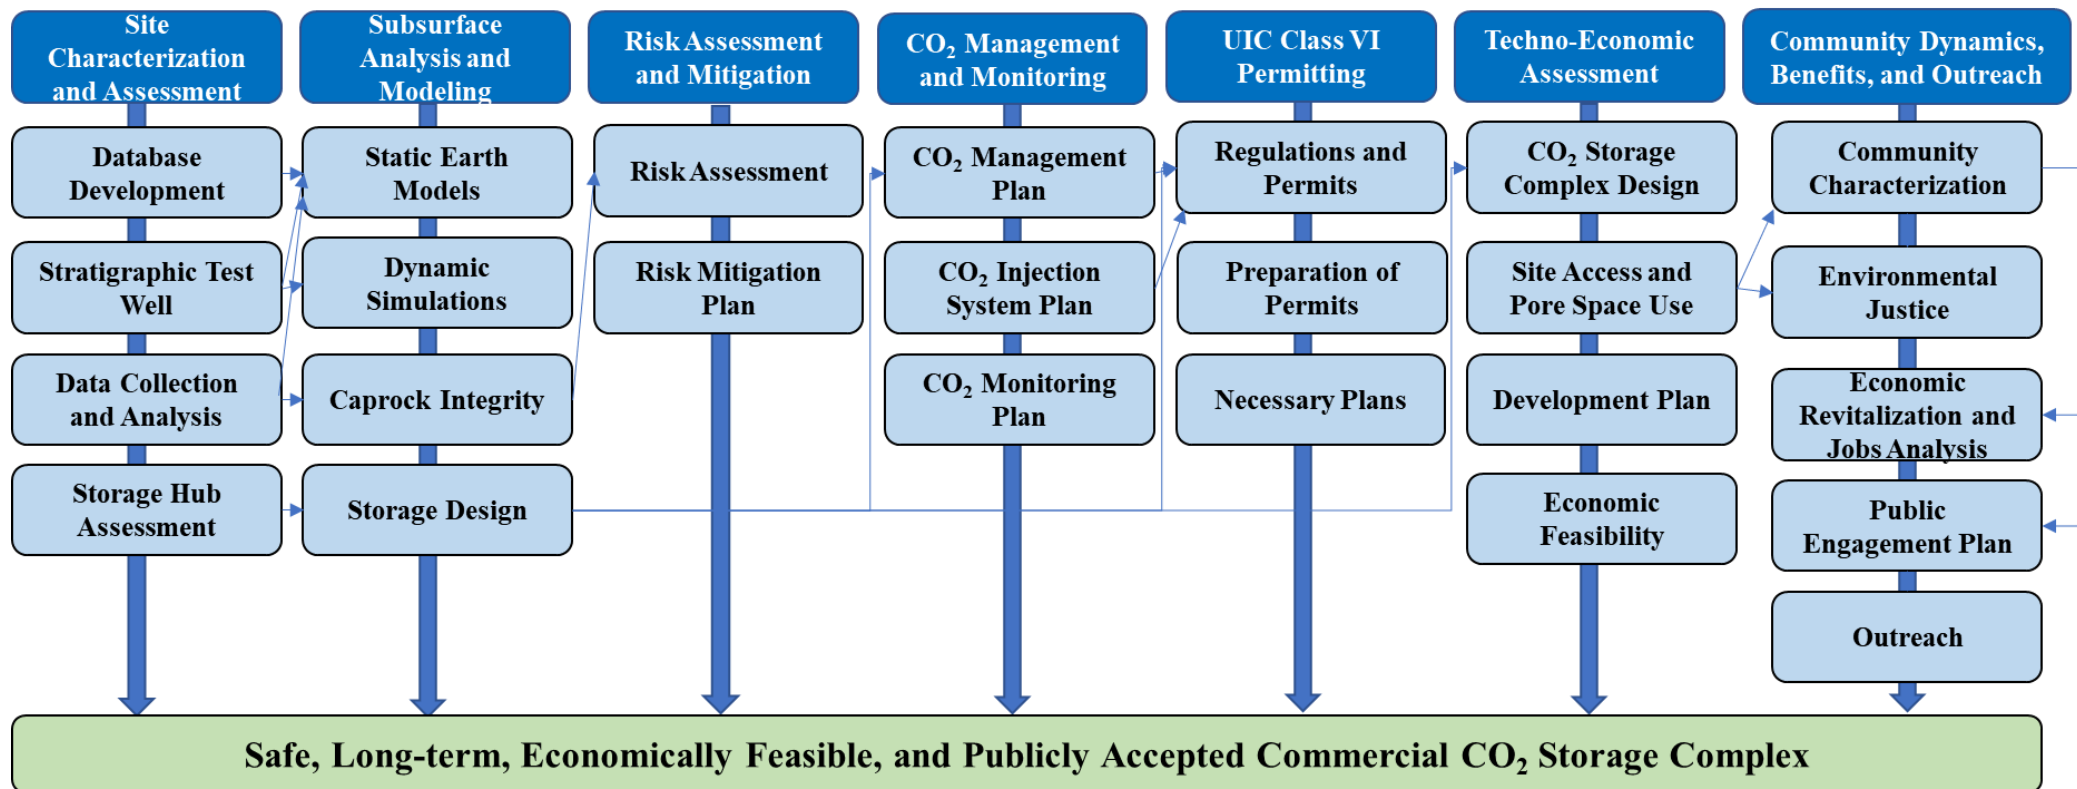 Site
Characterization
and Assessment
Subsurface
Analysis and
Modeling
Risk Assessment
and Mitigation
CO₂ Management
and Monitoring
UIC Class VI
Permitting
Techno-Economic
Assessment
Community Dynamics,
Benefits, and Outreach
Database
Development
Stratigraphic Test
Well
Data Collection
and Analysis
Storage Hub
Assessment
Static Earth
Models
Dynamic
Simulations
Caprock Integrity
Storage Design
Risk Assessment
Risk Mitigation
Plan
CO₂ Management
Plan
CO₂ Injection
System Plan
CO₂ Monitoring
Plan
Regulations and
Permits
Preparation of
Permits
Necessary Plans
CO₂ Storage
Complex Design
Site Access and
Pore Space Use
Development Plan
Economic
Feasibility
Community
Characterization
Environmental
Justice
Economic
Revitalization and
Jobs Analysis
Public
Engagement Plan
Outreach
Safe, Long-term, Economically Feasible, and Publicly Accepted Commercial CO₂ Storage Complex